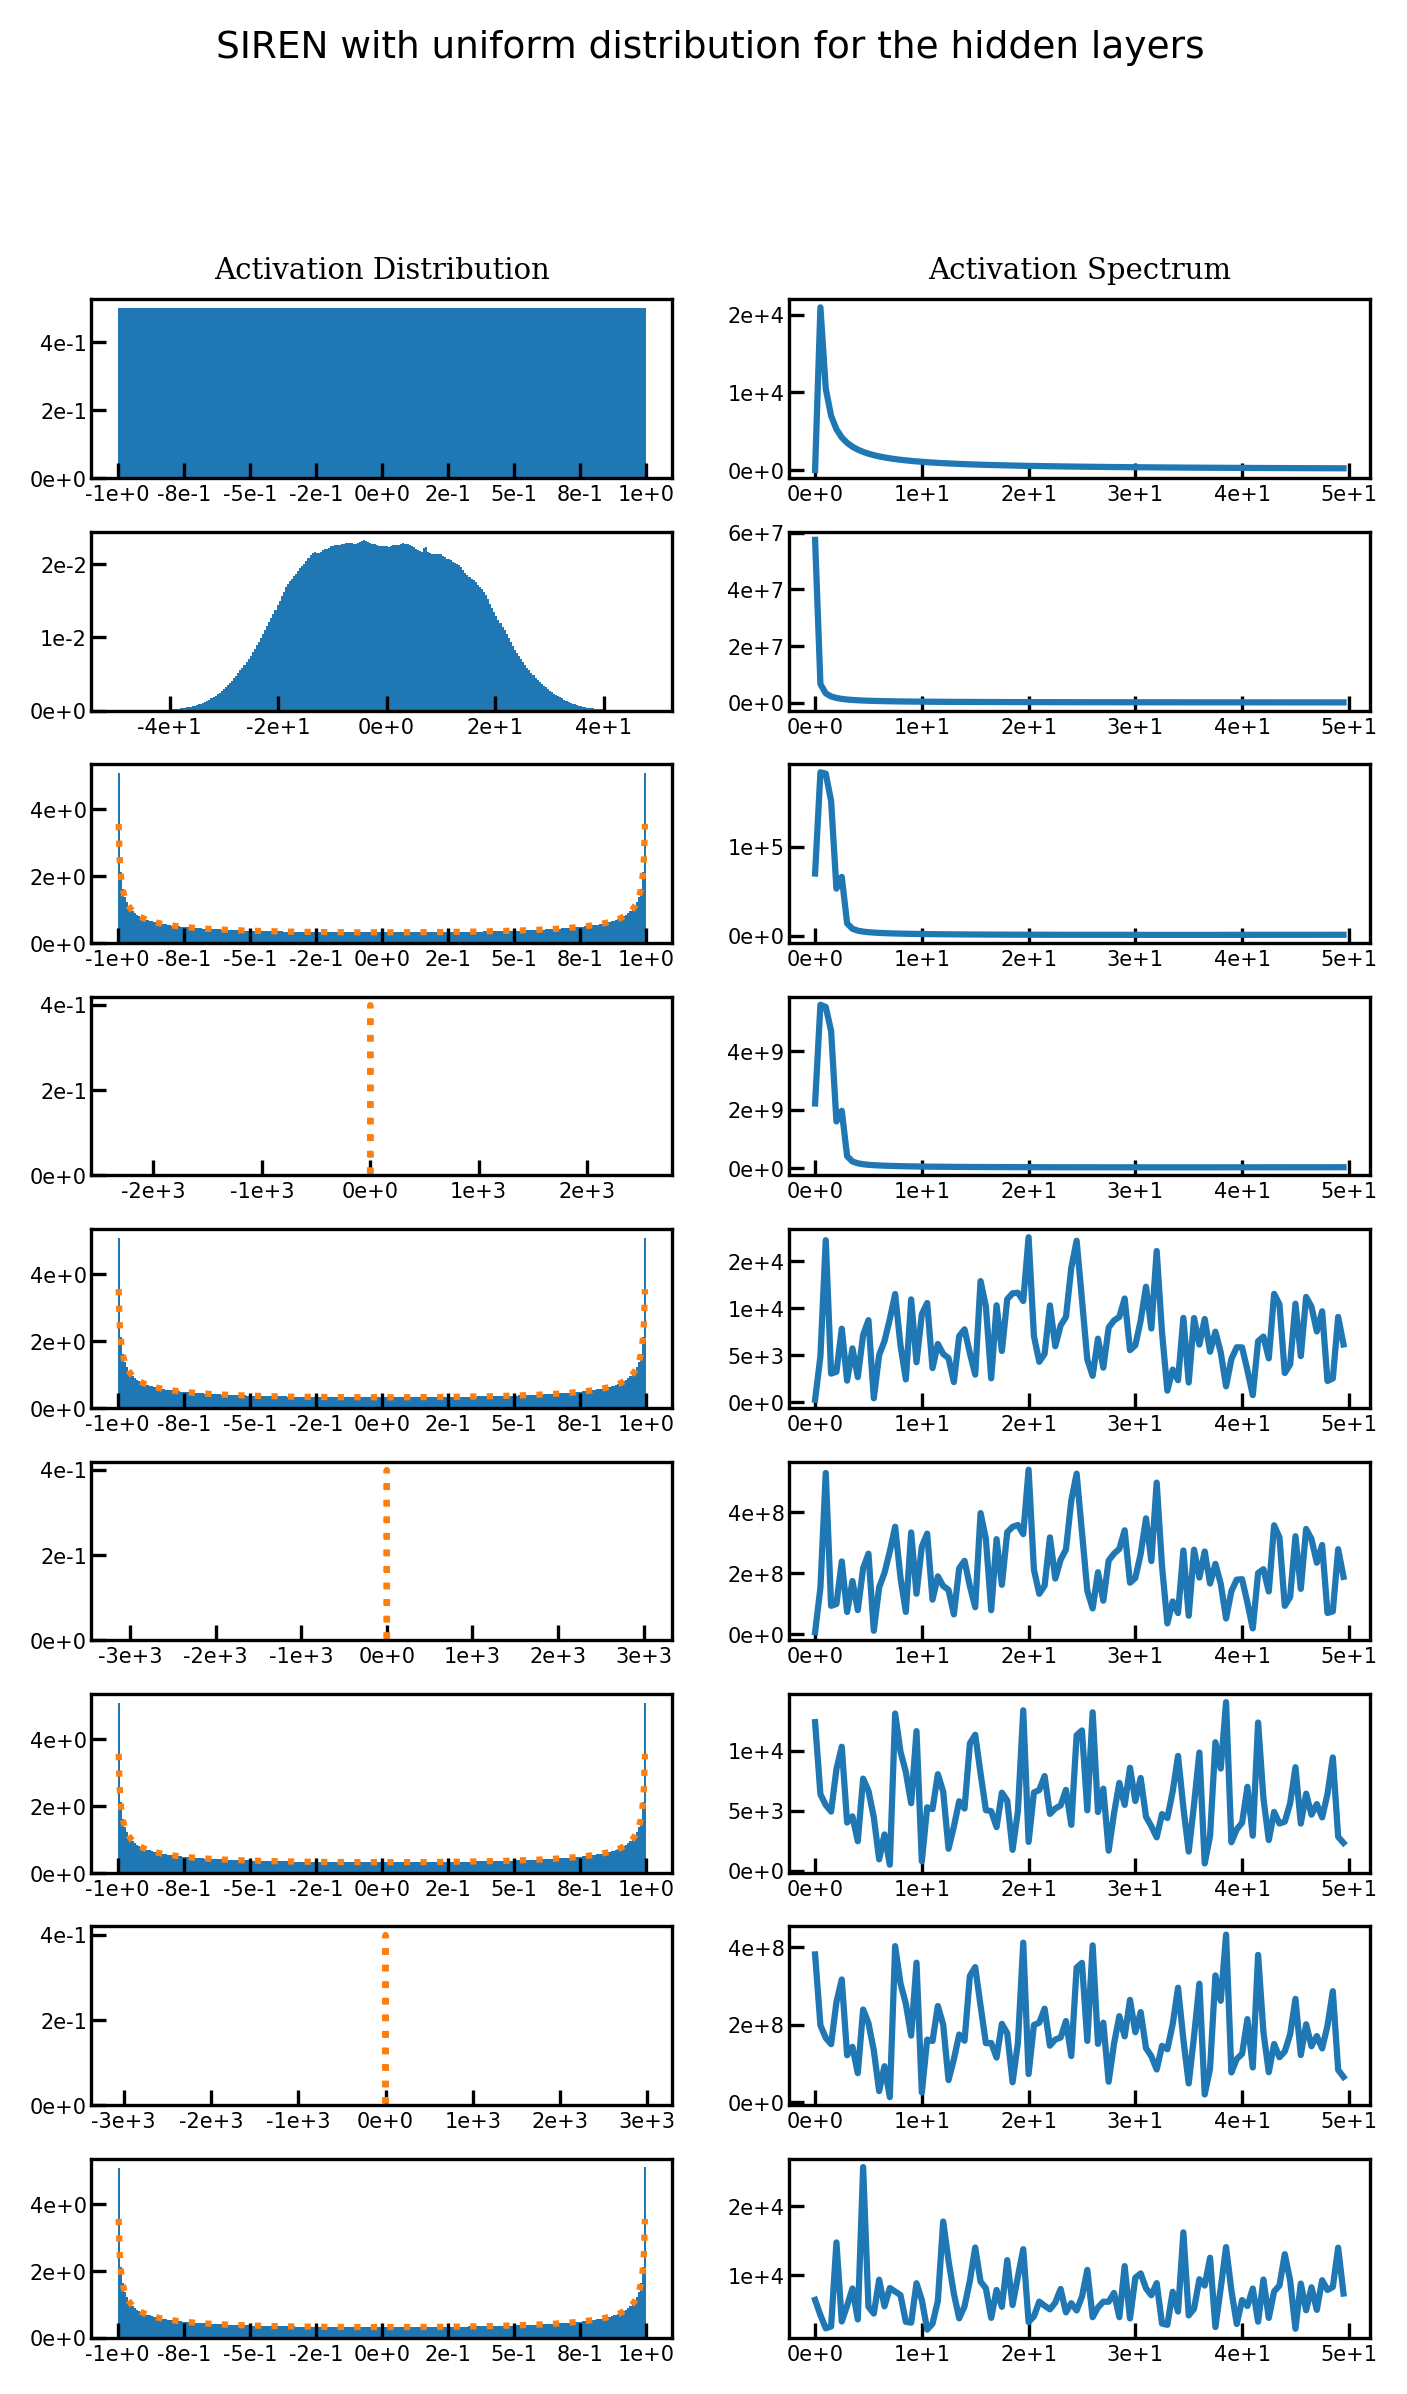 SIREN with uniform distribution for the hidden layers
Activation Distribution
Activation Spectrum
4e-1
2e-1
0e+0
-1e+0 -8e-1 -5e-1 -2e-1 0e+0 2e-1 5e-1 8e-1 1e+0
2e+4
1e+4
0e+0
0e+0 1e+1 2e+1 3e+1 4e+1 5e+1
2e-2
1e-2
0e+0
-4e+1 -2e+1 0e+0 2e+1 4e+1
6e+7
4e+7
2e+7
0e+0
0e+0 1e+1 2e+1 3e+1 4e+1 5e+1
4e+0
2e+0
0e+0
-1e+0 -8e-1 -5e-1 -2e-1 0e+0 2e-1 5e-1 8e-1 1e+0
1e+5
0e+0
0e+0 1e+1 2e+1 3e+1 4e+1 5e+1
4e-1
2e-1
0e+0
-2e+3 -1e+3 0e+0 1e+3 2e+3
4e+9
2e+9
0e+0
0e+0 1e+1 2e+1 3e+1 4e+1 5e+1
4e+0
2e+0
0e+0
-1e+0 -8e-1 -5e-1 -2e-1 0e+0 2e-1 5e-1 8e-1 1e+0
2e+4
1e+4
5e+3
0e+0
0e+0 1e+1 2e+1 3e+1 4e+1 5e+1
4e-1
2e-1
0e+0
-3e+3 -2e+3 -1e+3 0e+0 1e+3 2e+3 3e+3
4e+8
2e+8
0e+0
0e+0 1e+1 2e+1 3e+1 4e+1 5e+1
4e+0
2e+0
0e+0
-1e+0 -8e-1 -5e-1 -2e-1 0e+0 2e-1 5e-1 8e-1 1e+0
1e+4
5e+3
0e+0
0e+0 1e+1 2e+1 3e+1 4e+1 5e+1
4e-1
2e-1
0e+0
-3e+3 -2e+3 -1e+3 0e+0 1e+3 2e+3 3e+3
4e+8
2e+8
0e+0
0e+0 1e+1 2e+1 3e+1 4e+1 5e+1
4e+0
2e+0
0e+0
-1e+0 -8e-1 -5e-1 -2e-1 0e+0 2e-1 5e-1 8e-1 1e+0
2e+4
1e+4
0e+0 1e+1 2e+1 3e+1 4e+1 5e+1